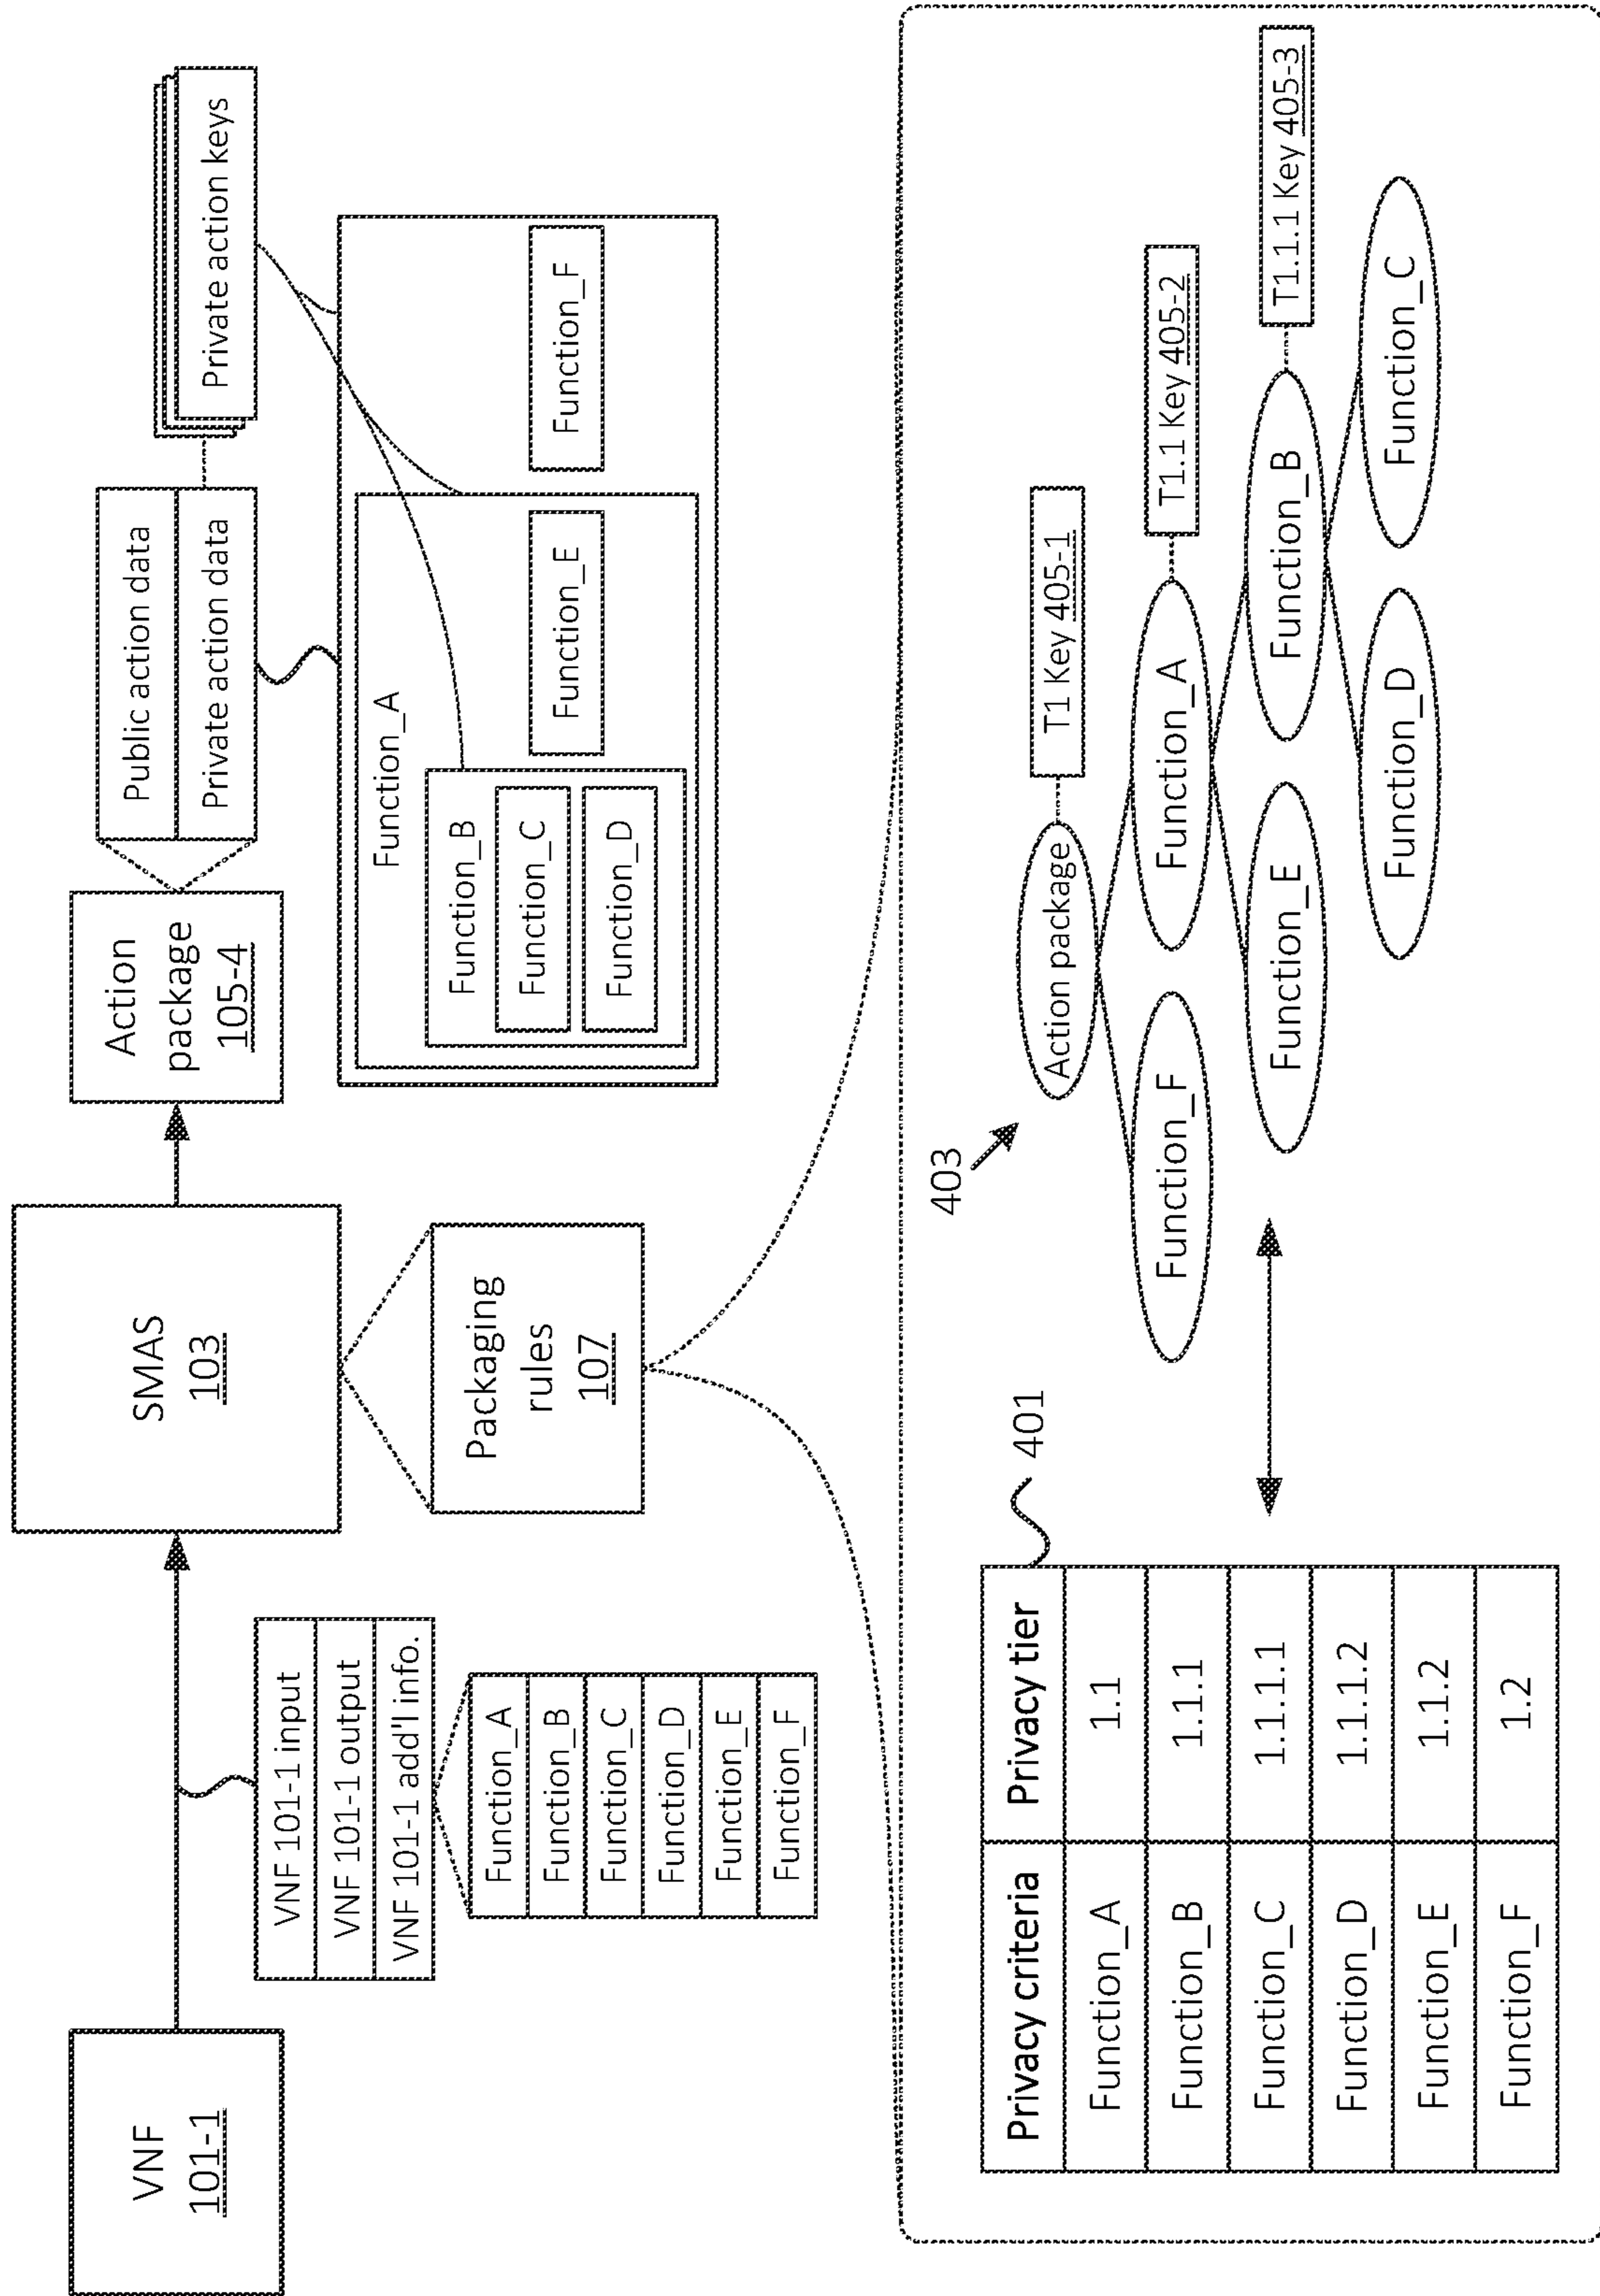 VNF
101-1
VNF 101-1 input
VNF 101-1 output
VNF 101-1 add'l info.
Function_A
Function_B
Function_C
Function_D
Function_E
Function_F
SMAS
103
Packaging
rules
107
Action
package
105-4
Public action data
Private action data
Private action keys
Function_A
Function_B
Function_C
Function_D
Function_E
Function_F
401
Privacy criteria Privacy tier
Function_A 1.1
Function_B 1.1.1
Function_C 1.1.1.1
Function_D 1.1.1.2
Function_E 1.1.2
Function_F 1.2
403
Action package
T1 Key 405-1
Function_F
Function_A
T1.1 Key 405-2
Function_E
Function_B
T1.1.1 Key 405-3
Function_D
Function_C